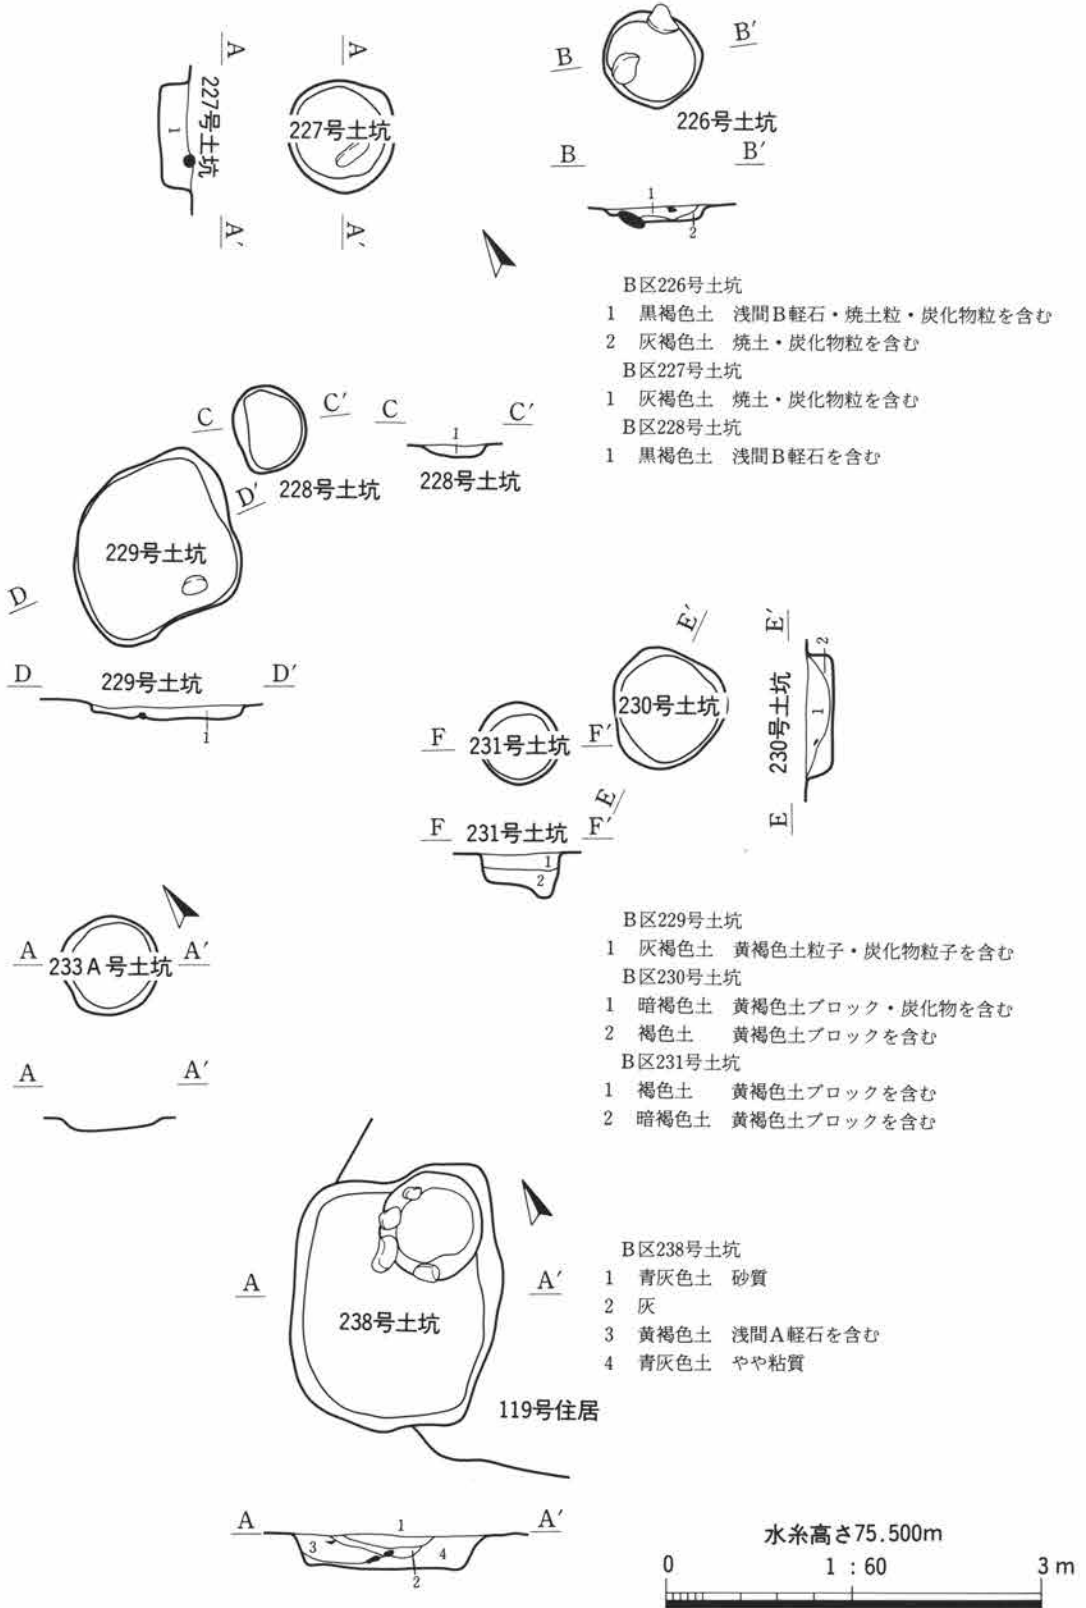 A
A
227号土坑
1
227号土坑
A′
A′
B
B′
226号土坑
B
B′
1
2
B区226号土坑
1 黒褐色土 浅間B軽石・焼土粒・炭化物粒を含む
2 灰褐色土 焼土・炭化物粒を含む
B区227号土坑
1 灰褐色土 焼土・炭化物粒を含む
B区228号土坑
1 黒褐色土 浅間B軽石を含む
C
C′
228号土坑
C
C′
1
228号土坑
D′
229号土坑
D
D
229号土坑
D′
1
E′
230号土坑
E
E′
2
230号土坑
1
E
F
231号土坑
F′
F
231号土坑
F′
1
2
A
233A号土坑
A′
A
A′
B区229号土坑
1 灰褐色土 黄褐色土粒子・炭化物粒子を含む
B区230号土坑
1 暗褐色土 黄褐色土ブロック・炭化物を含む
2 褐色土 黄褐色土ブロックを含む
B区231号土坑
1 褐色土 黄褐色土ブロックを含む
2 暗褐色土 黄褐色土ブロックを含む
A
238号土坑
A′
119号住居
B区238号土坑
1 青灰色土 砂質
2 灰
3 黄褐色土 浅間A軽石を含む
4 青灰色土 やや粘質
A
A′
1
3
4
2
水糸高さ75.500m
0 1:60 3m